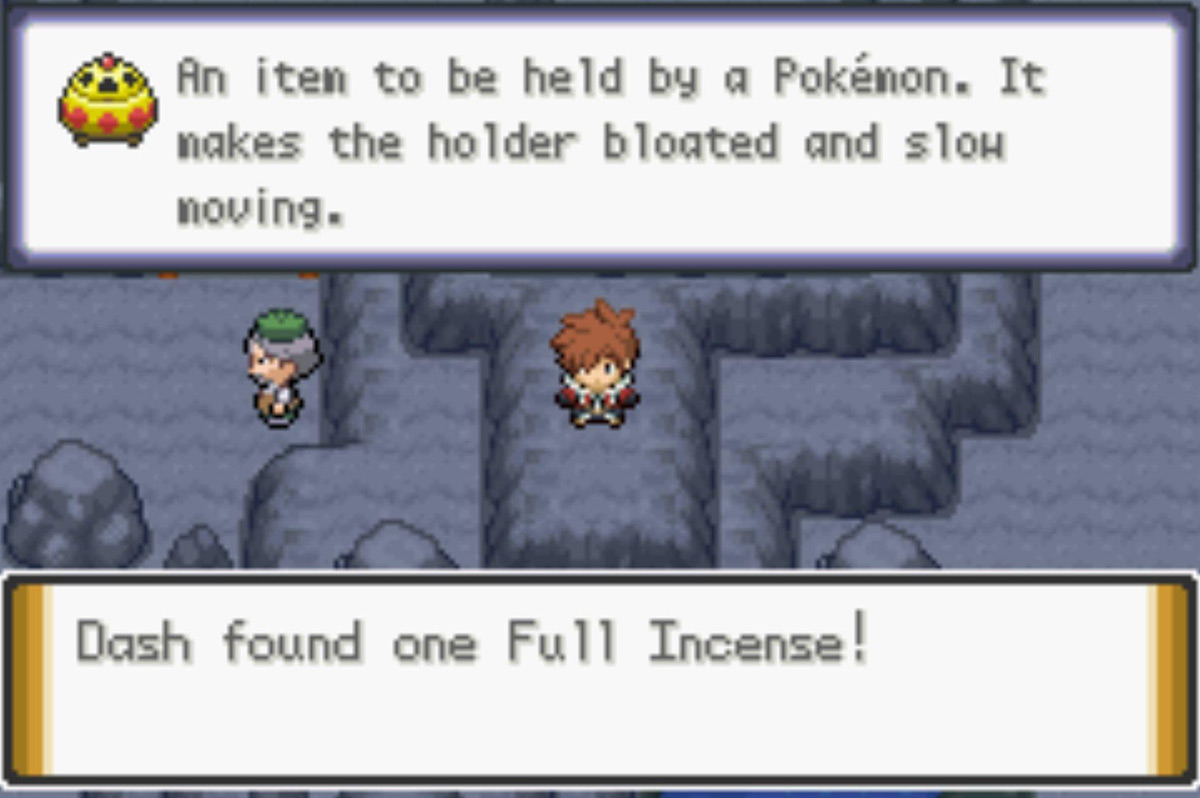 An item to be held by a Pokémon. It
makes the holder bloated and slow
moving.
Dash found one Full Incense!